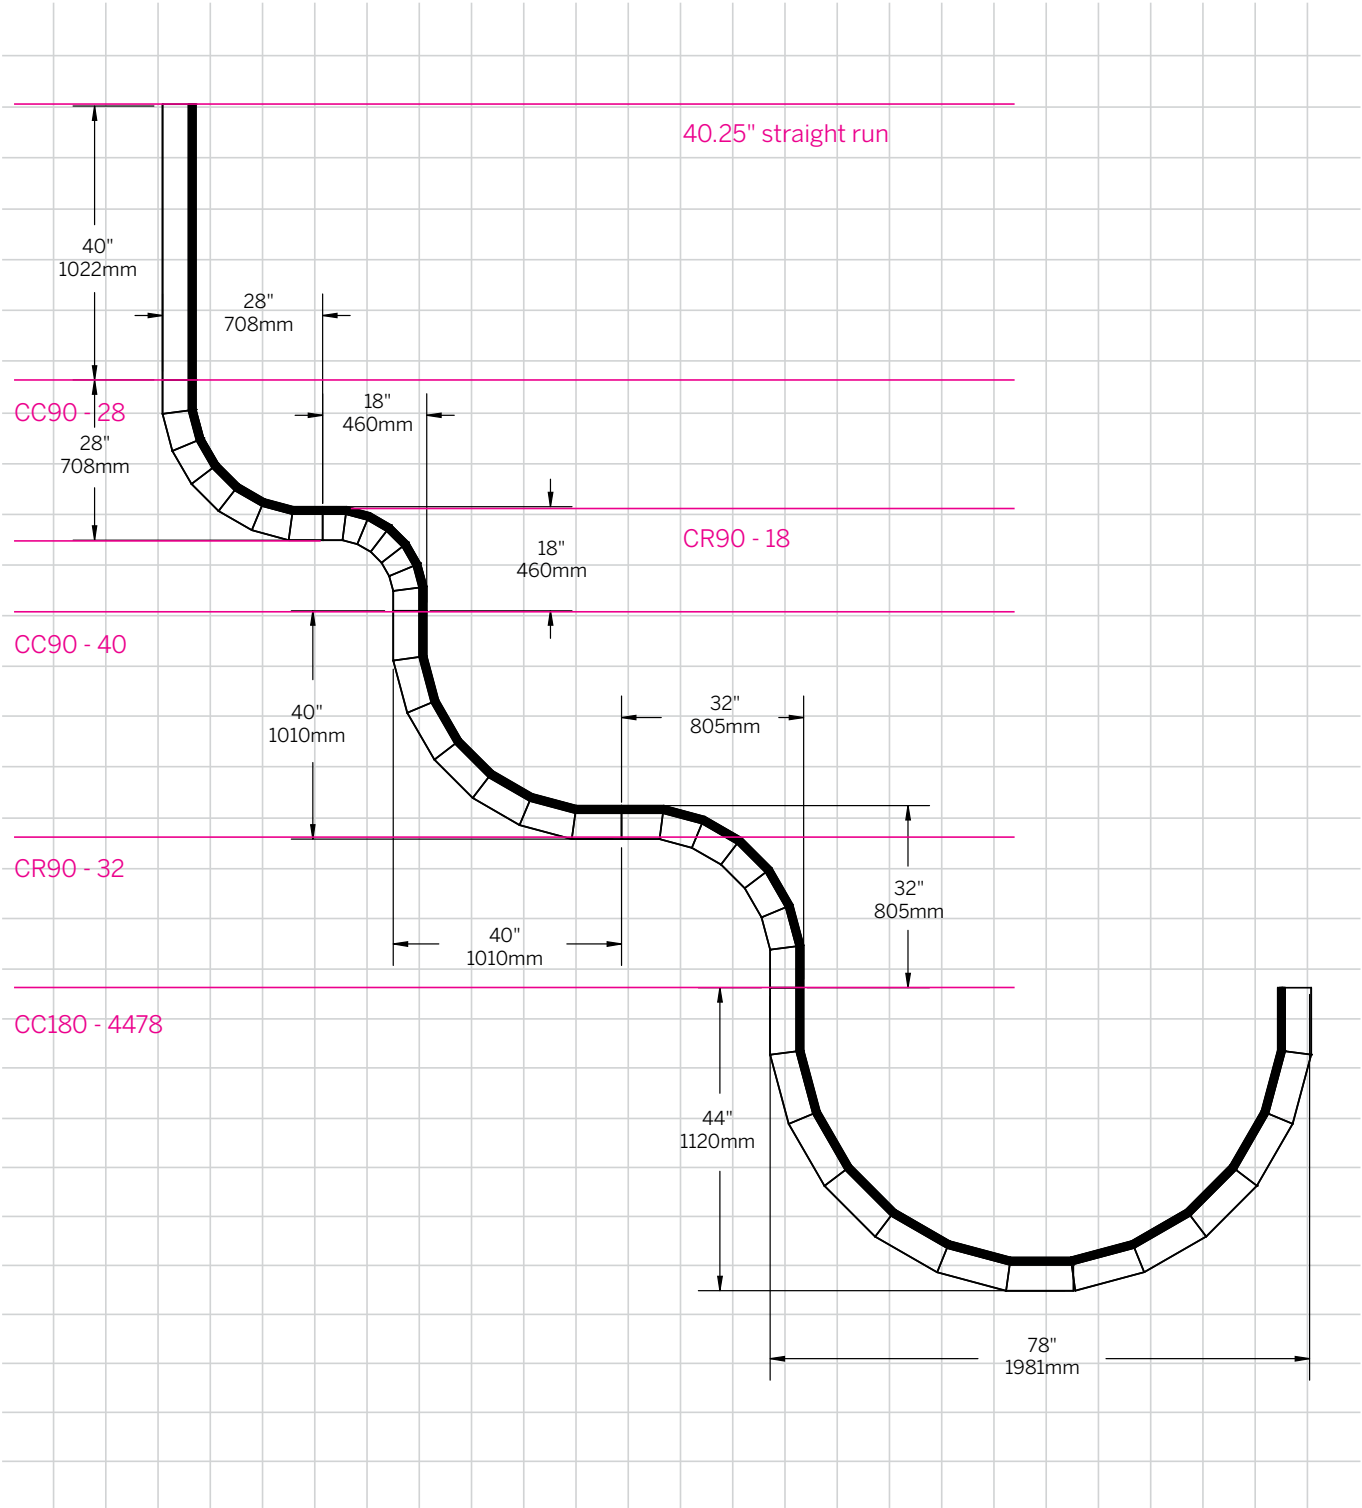 40.25" straight run
40"
1022mm
28"
708mm
18"
460mm
CC90 - 28
28"
708mm
CR90 - 18
18"
460mm
CC90 - 40
40"
1010mm
32"
805mm
CR90 - 32
32"
805mm
40"
1010mm
CC180 - 4478
44"
1120mm
78"
1981mm